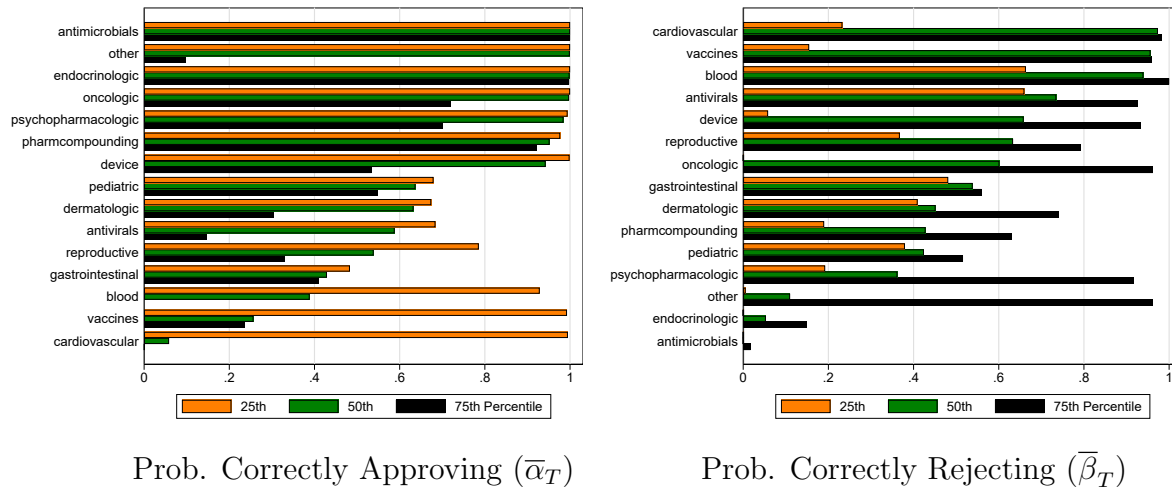 antimicrobials
other
endocrinologic
oncologic
psychopharmacologic
pharmcompounding
device
pediatric
dermatologic
antivirals
reproductive
gastrointestinal
blood
vaccines
cardiovascular
0 .2 .4 .6 .8 1
25th 50th 75th Percentile
Prob. Correctly Approving (α̅_T)
cardiovascular
vaccines
blood
antivirals
device
reproductive
oncologic
gastrointestinal
dermatologic
pharmcompounding
pediatric
psychopharmacologic
other
endocrinologic
antimicrobials
0 .2 .4 .6 .8 1
25th 50th 75th Percentile
Prob. Correctly Rejecting (β̅_T)